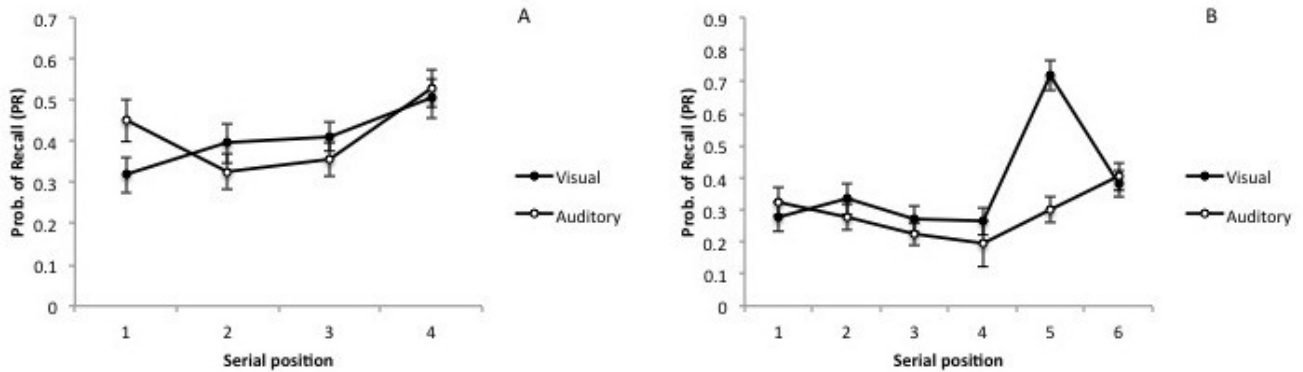 A
0.7
0.6
0.5
0.4
0.3
0.2
0.1
0
Prob. of Recall (PR)
1 2 3 4
Serial position
Visual
Auditory
B
0.9
0.8
0.7
0.6
0.5
0.4
0.3
0.2
0.1
0
Prob. of Recall (PR)
1 2 3 4 5 6
Serial position
Visual
Auditory